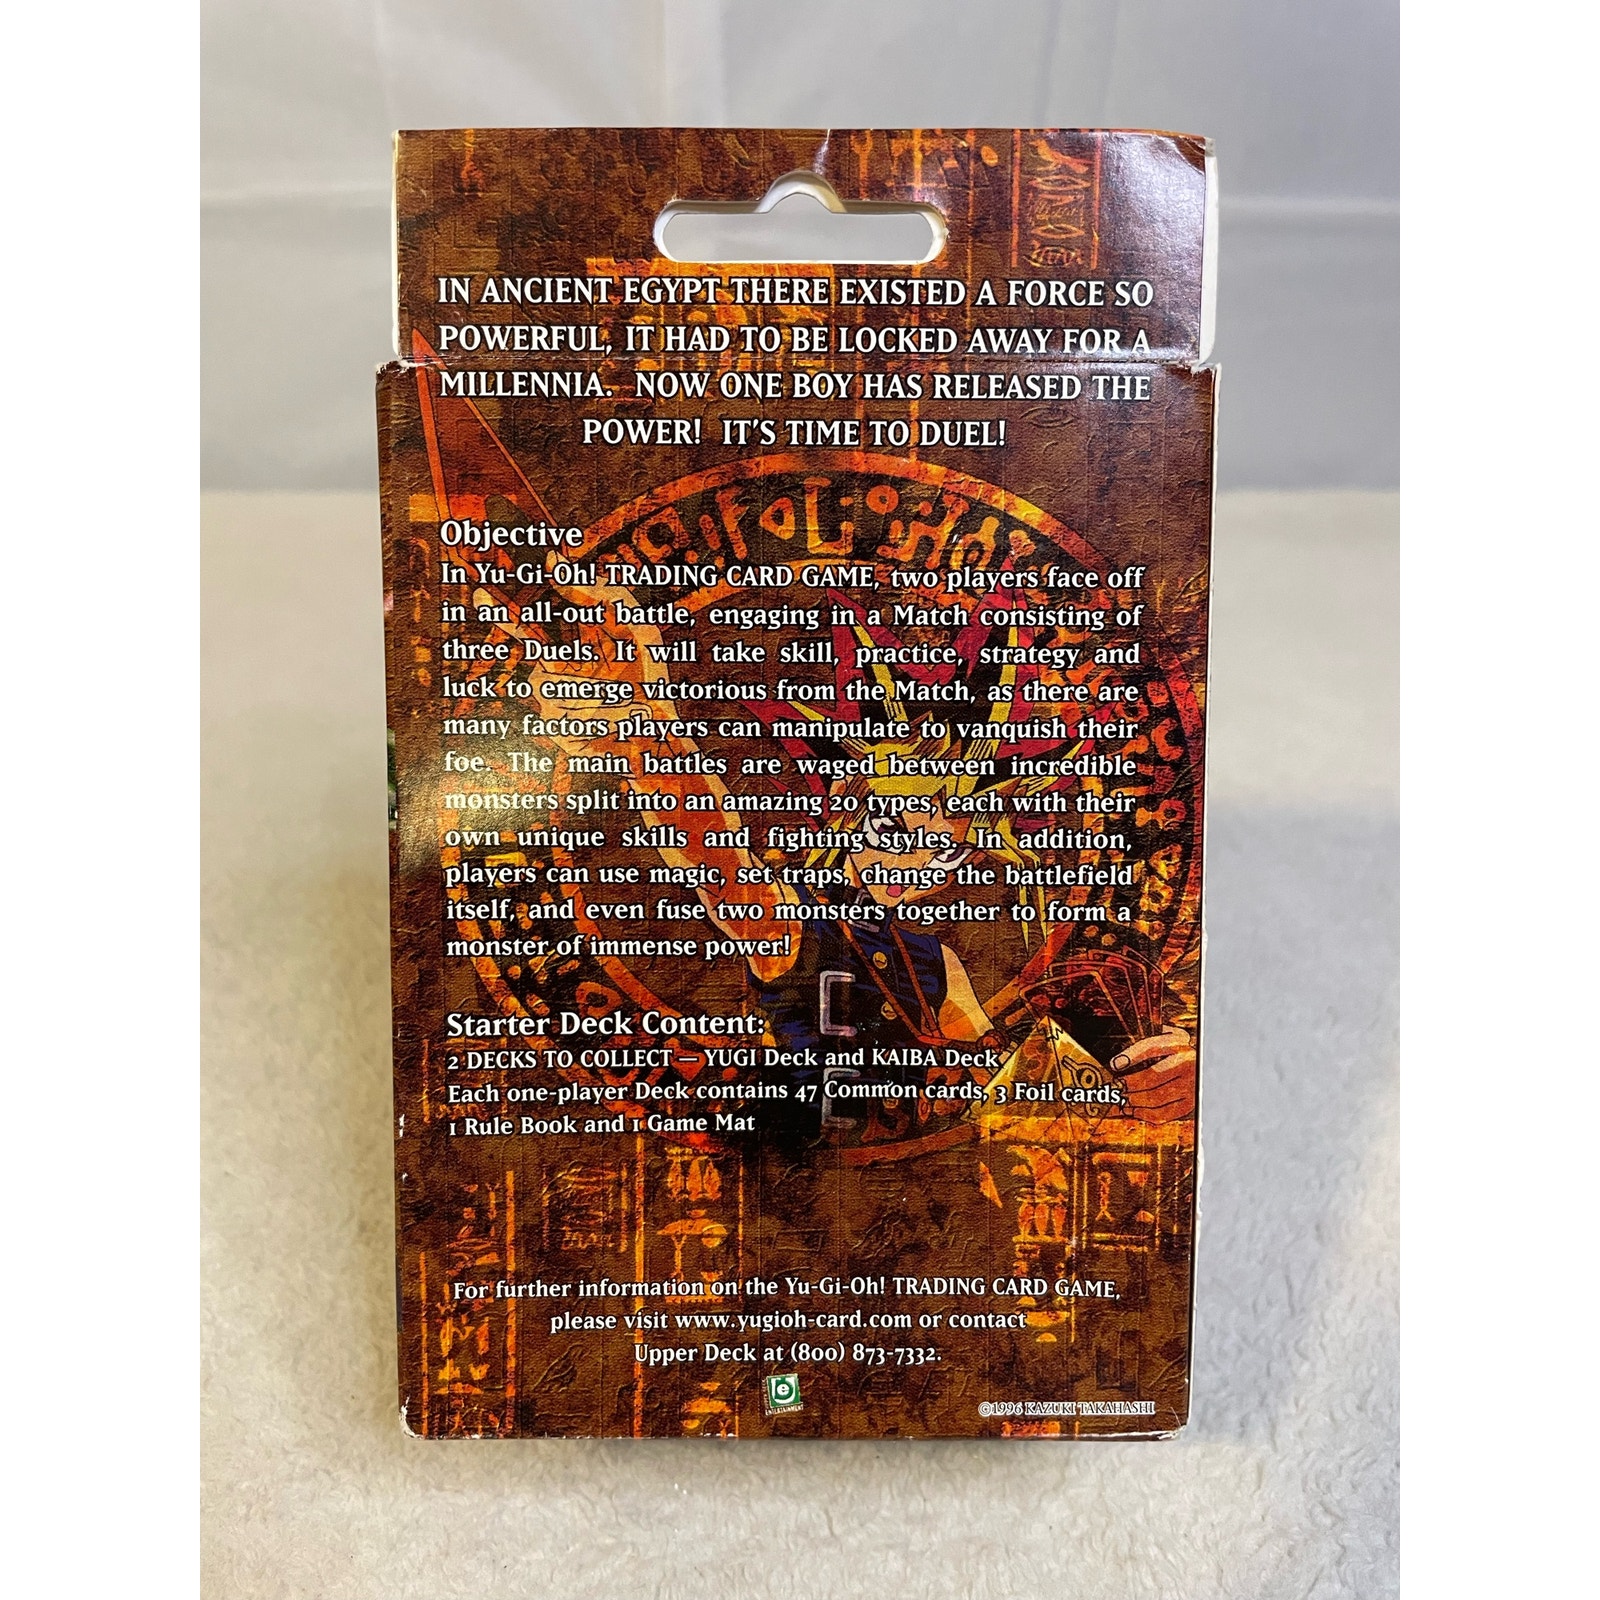 IN ANCIENT EGYPT THERE EXISTED A FORCE SO
POWERFUL, IT HAD TO BE LOCKED AWAY FOR A
MILLENNIA. NOW ONE BOY HAS RELEASED THE
POWER! IT'S TIME TO DUEL!
Objective
In Yu-Gi-Oh! TRADING CARD GAME, two players face off
in an all-out battle, engaging in a Match consisting of
three Duels. It will take skill, practice, strategy and
luck to emerge victorious from the Match, as there are
many factors players can manipulate to vanquish their
foe. The main battles are waged between incredible
monsters split into an amazing 20 types, each with their
own unique skills and fighting styles. In addition,
players can use magic, set traps, change the battlefield
itself, and even fuse two monsters together to form a
monster of immense power!
Starter Deck Content:
2 DECKS TO COLLECT — YUGI Deck and KAIBA Deck
Each one-player Deck contains 47 Common cards, 3 Foil cards,
1 Rule Book and 1 Game Mat
For further information on the Yu-Gi-Oh! TRADING CARD GAME,
please visit www.yugioh-card.com or contact
Upper Deck at (800) 873-7332.
UPPER DECK
ENTERTAINMENT
©1996 KAZUKI TAKAHASHI